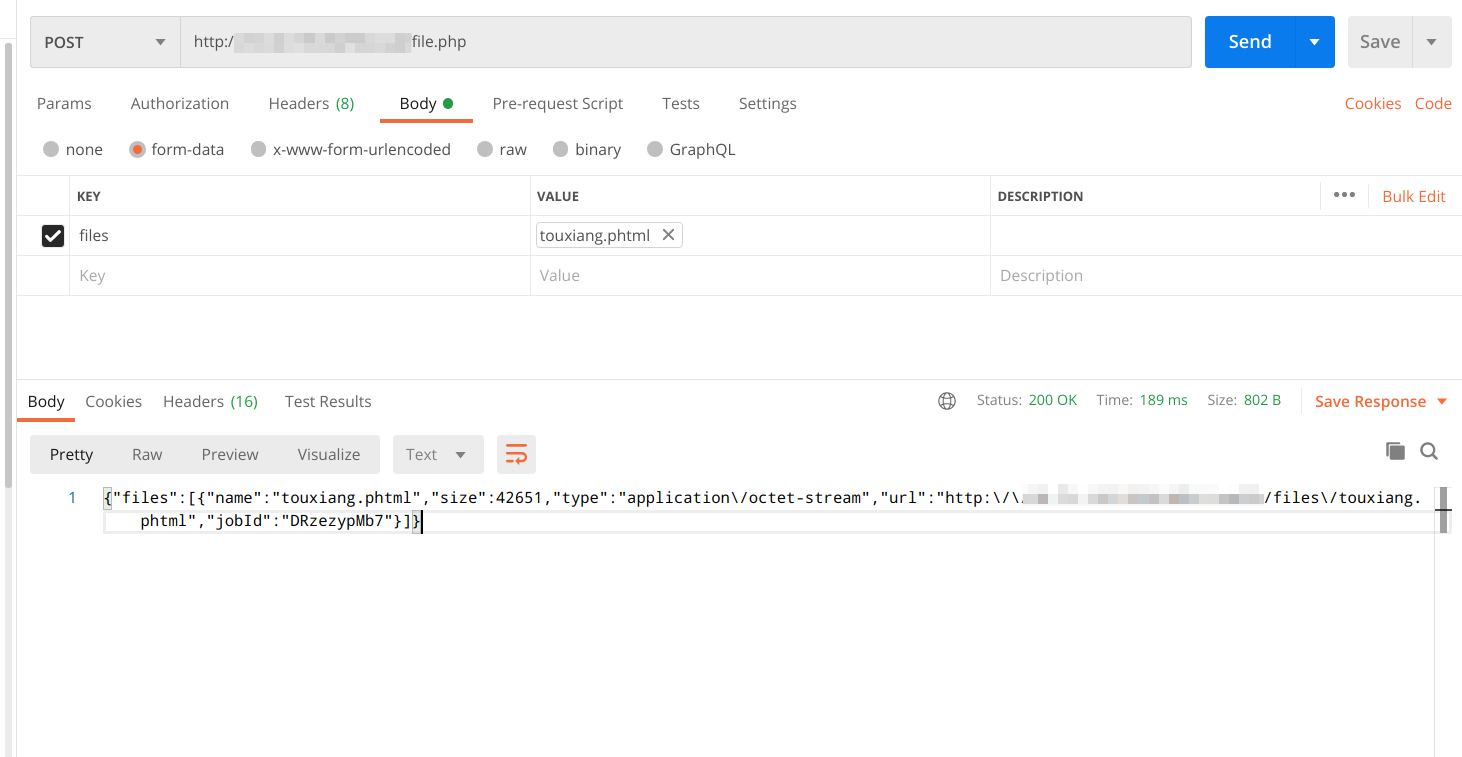 POST
http:/ file.php
Send
Save
Params Authorization Headers (8) Body Pre-request Script Tests Settings Cookies Code
none form-data x-www-form-urlencoded raw binary GraphQL
KEY VALUE DESCRIPTION ••• Bulk Edit
files touxiang.phtml
Key Value Description
Body Cookies Headers (16) Test Results Status: 200 OK Time: 189 ms Size: 802 B Save Response
Pretty Raw Preview Visualize Text
1 {"files":[{"name":"touxiang.phtml","size":42651,"type":"application\/octet-stream","url":"http:\/\ /files\/touxiang.
phtml","jobId":"DRzezypMb7"}]}